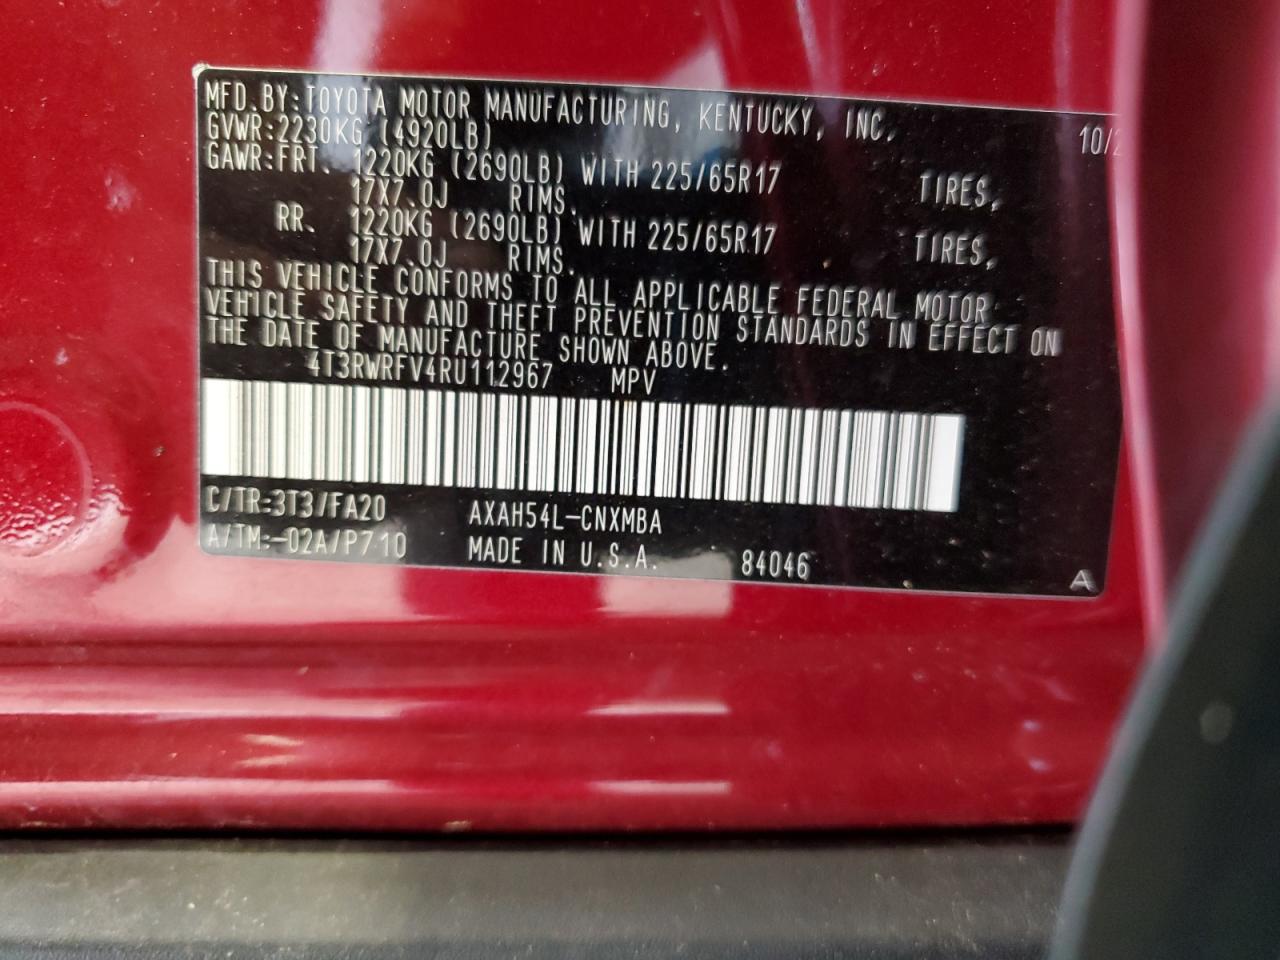 MFD.BY:TOYOTA MOTOR MANUFACTURING, KENTUCKY, INC. 10/2
GVWR:2230KG (4920LB)
GAWR:FRT. 1220KG (2690LB) WITH 225/65R17 TIRES,
17X7.0J RIMS.
RR. 1220KG (2690LB) WITH 225/65R17 TIRES,
17X7.0J RIMS.
THIS VEHICLE CONFORMS TO ALL APPLICABLE FEDERAL MOTOR
VEHICLE SAFETY AND THEFT PREVENTION STANDARDS IN EFFECT ON
THE DATE OF MANUFACTURE SHOWN ABOVE.
4T3RWRFV4RU112967 MPV
C/TR:3T3/FA20 AXAH54L-CNXMBA
A/TM:-02A/P710 MADE IN U.S.A. 84046
A